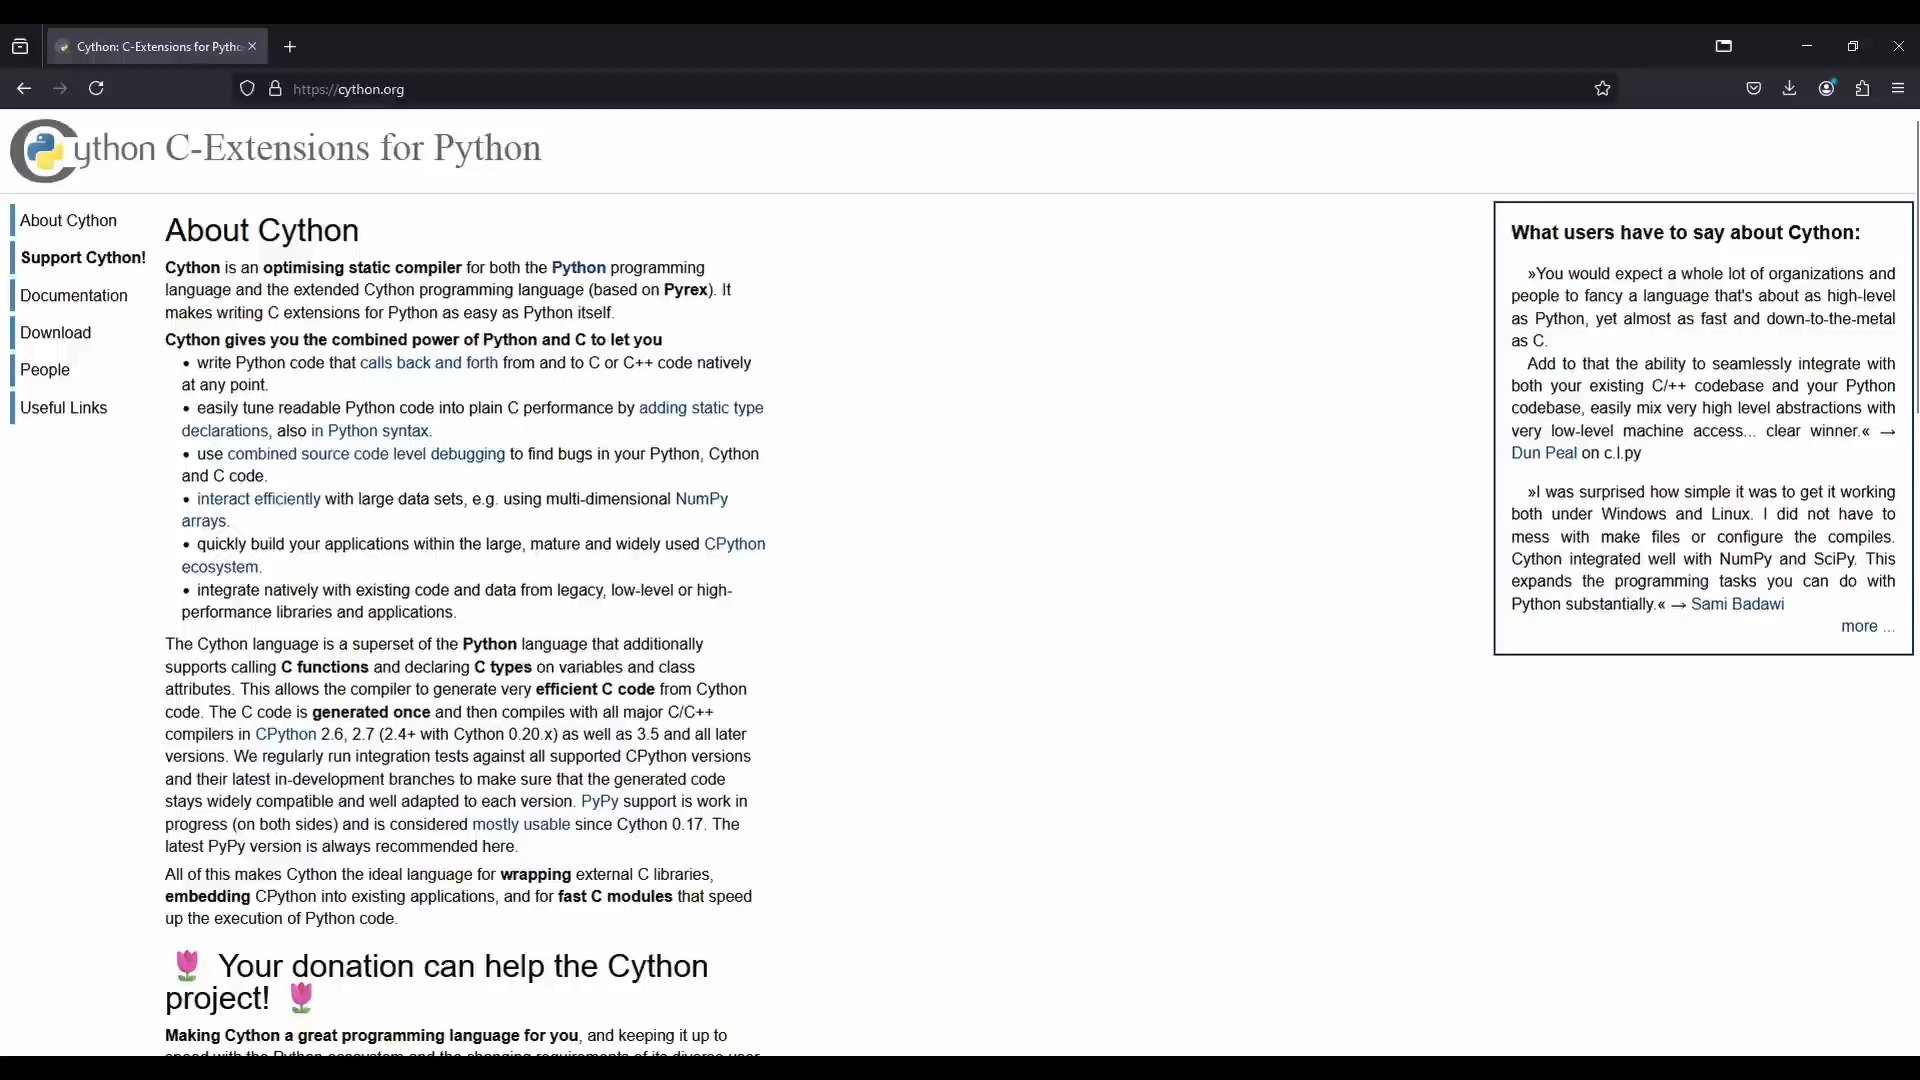 Cython: C-Extensions for Pytho
https://cython.org
Cython C-Extensions for Python
About Cython
Support Cython!
Documentation
Download
People
Useful Links
About Cython
Cython is an optimising static compiler for both the Python programming
language and the extended Cython programming language (based on Pyrex). It
makes writing C extensions for Python as easy as Python itself.
Cython gives you the combined power of Python and C to let you
• write Python code that calls back and forth from and to C or C++ code natively
at any point.
• easily tune readable Python code into plain C performance by adding static type
declarations, also in Python syntax.
• use combined source code level debugging to find bugs in your Python, Cython
and C code.
• interact efficiently with large data sets, e.g. using multi-dimensional NumPy
arrays.
• quickly build your applications within the large, mature and widely used CPython
ecosystem.
• integrate natively with existing code and data from legacy, low-level or high-
performance libraries and applications.
The Cython language is a superset of the Python language that additionally
supports calling C functions and declaring C types on variables and class
attributes. This allows the compiler to generate very efficient C code from Cython
code. The C code is generated once and then compiles with all major C/C++
compilers in CPython 2.6, 2.7 (2.4+ with Cython 0.20.x) as well as 3.5 and all later
versions. We regularly run integration tests against all supported CPython versions
and their latest in-development branches to make sure that the generated code
stays widely compatible and well adapted to each version. PyPy support is work in
progress (on both sides) and is considered mostly usable since Cython 0.17. The
latest PyPy version is always recommended here.
All of this makes Cython the ideal language for wrapping external C libraries,
embedding CPython into existing applications, and for fast C modules that speed
up the execution of Python code.
🌷 Your donation can help the Cython
project! 🌷
Making Cython a great programming language for you, and keeping it up to
speed with the Python ecosystem and the changing requirements of its diverse user
What users have to say about Cython:
»You would expect a whole lot of organizations and
people to fancy a language that's about as high-level
as Python, yet almost as fast and down-to-the-metal
as C.
Add to that the ability to seamlessly integrate with
both your existing C/++ codebase and your Python
codebase, easily mix very high level abstractions with
very low-level machine access... clear winner.« →
Dun Peal on c.l.py
»I was surprised how simple it was to get it working
both under Windows and Linux. I did not have to
mess with make files or configure the compiles.
Cython integrated well with NumPy and SciPy. This
expands the programming tasks you can do with
Python substantially.« → Sami Badawi
more ...